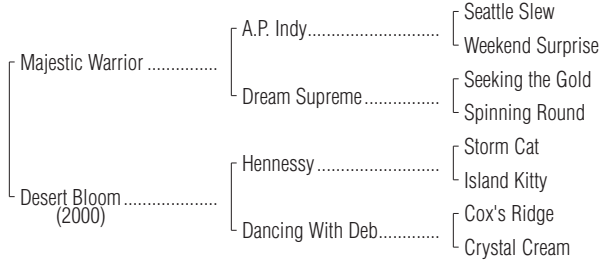 Seattle Slew
A.P. Indy..............................
Weekend Surprise
Majestic Warrior ...............
Seeking the Gold
Dream Supreme.................
Spinning Round
Storm Cat
Hennessy ............................
Island Kitty
Desert Bloom ....................
(2000)
Cox's Ridge
Dancing With Deb.............
Crystal Cream